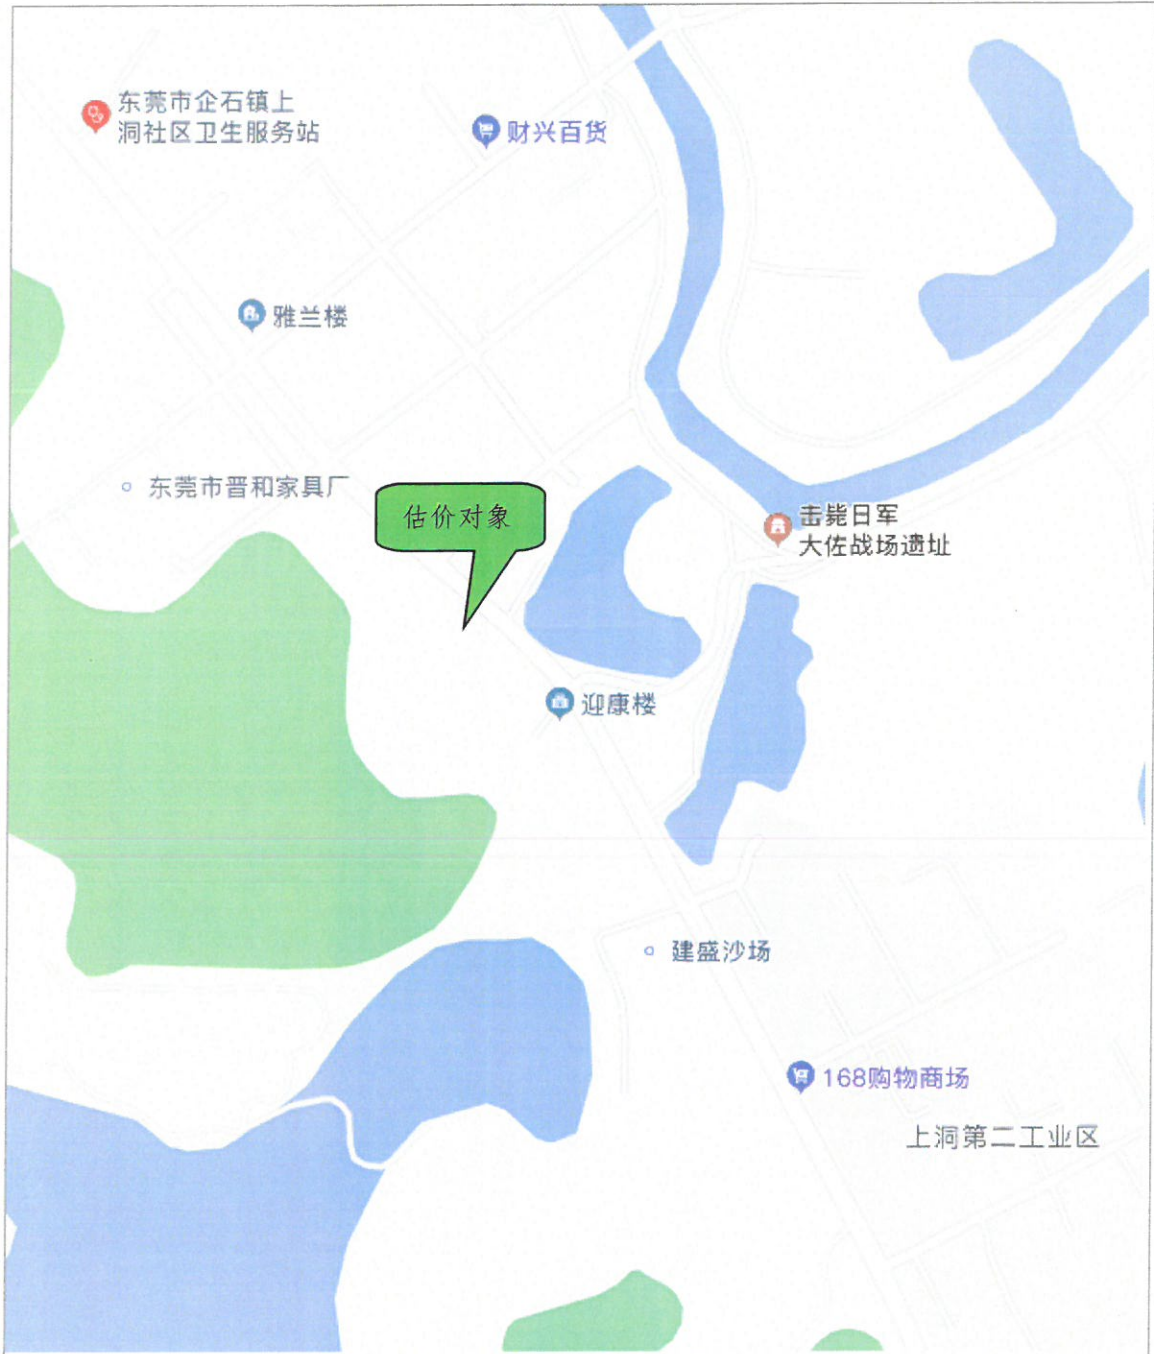 东莞市企石镇上
洞社区卫生服务站
财兴百货
雅兰楼
东莞市晋和家具厂
估价对象
击毙日军
大佐战场遗址
迎康楼
建盛沙场
168购物商场
上洞第二工业区